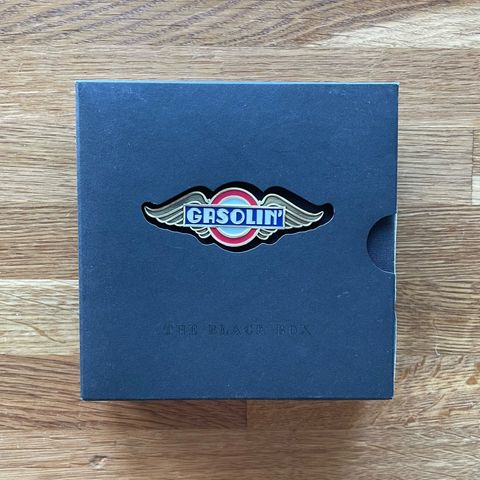 GASOLIN'
THE BLACK BOX